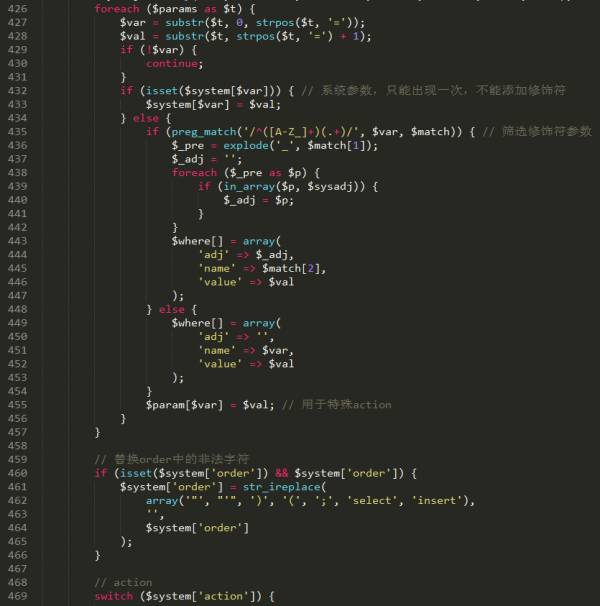 426 foreach ($params as $t) {
427 $var = substr($t, 0, strpos($t, '='));
428 $val = substr($t, strpos($t, '=') + 1);
429 if (!$var) {
430 continue;
431 }
432 if (isset($system[$var])) { // 系统参数，只能出现一次，不能添加修饰符
433 $system[$var] = $val;
434 } else {
435 if (preg_match('/^([A-Z_]+)(.+)/', $var, $match)) { // 筛选修饰符参数
436 $_pre = explode('_', $match[1]);
437 $_adj = '';
438 foreach ($_pre as $p) {
439 if (in_array($p, $sysadj)) {
440 $_adj = $p;
441 }
442 }
443 $where[] = array(
444 'adj' => $_adj,
445 'name' => $match[2],
446 'value' => $val
447 );
448 } else {
449 $where[] = array(
450 'adj' => '',
451 'name' => $var,
452 'value' => $val
453 );
454 }
455 $param[$var] = $val; // 用于特殊action
456 }
457 }
458
459 // 替换order中的非法字符
460 if (isset($system['order']) && $system['order']) {
461 $system['order'] = str_ireplace(
462 array('"', "'", ')', '(', ';', 'select', 'insert'),
463 '',
464 $system['order']
465 );
466 }
467
468 // action
469 switch ($system['action']) {